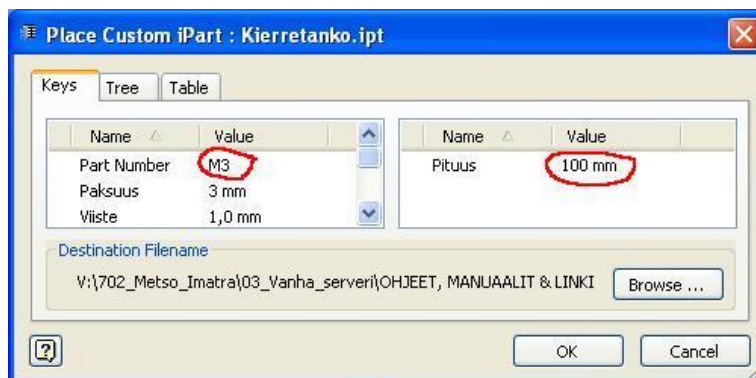 Place Custom iPart : Kierretanko.ipt
Keys Tree Table
Name Value Name Value
Part Number M3 Pituus 100 mm
Paksuus 3 mm
Viiste 1,0 mm
Destination Filename
V:\702_Metso_Imatra\03_Vanha_serveri\OHJEET, MANUAALIT & LINKI Browse ...
OK Cancel